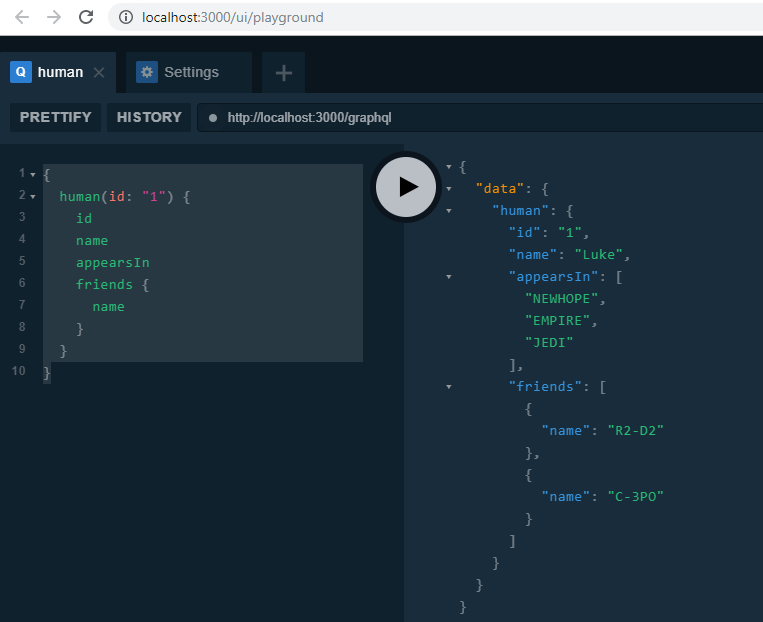 localhost:3000/ui/playground
Q human
Settings
PRETTIFY HISTORY http://localhost:3000/graphql
1 {
2 human(id: "1") {
3 id
4 name
5 appearsIn
6 friends {
7 name
8 }
9 }
10 }
{
"data": {
"human": {
"id": "1",
"name": "Luke",
"appearsIn": [
"NEWHOPE",
"EMPIRE",
"JEDI"
],
"friends": [
{
"name": "R2-D2"
},
{
"name": "C-3PO"
}
]
}
}
}